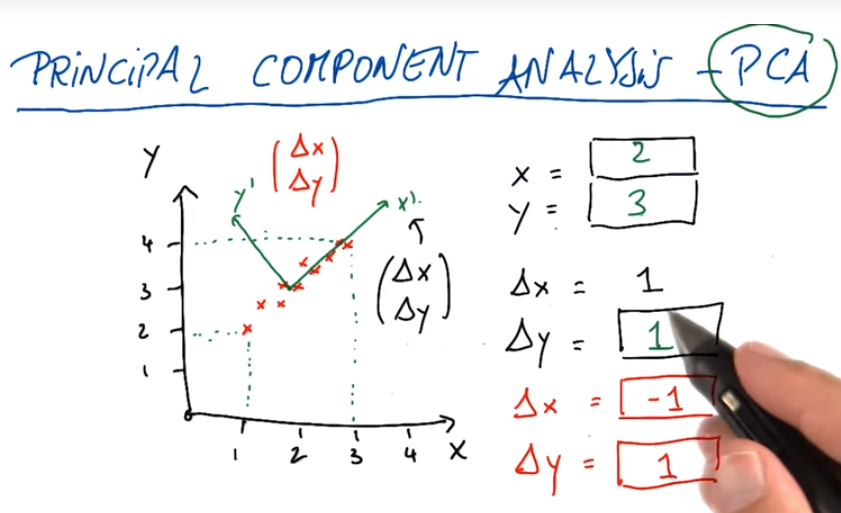 PRINCIPAL COMPONENT ANALYSIS - PCA
Y
(Δx
Δy)
y'
x'
(Δx
Δy)
4
3
2
1
1 2 3 4 X
x = 2
y = 3
Δx = 1
Δy = 1
Δx = -1
Δy = 1